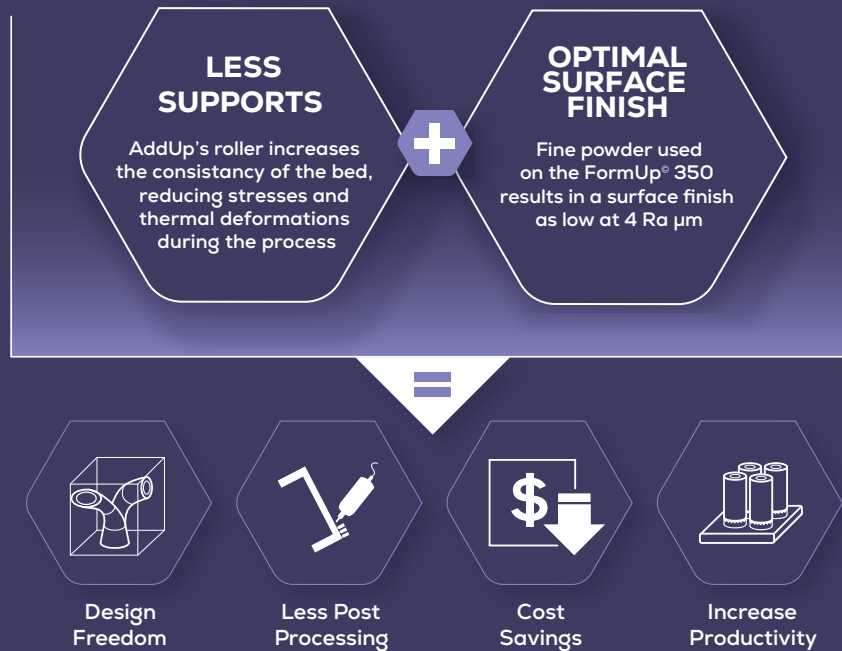 LESS
SUPPORTS
AddUp's roller increases
the consistancy of the bed,
reducing stresses and
thermal deformations
during the process
+
OPTIMAL
SURFACE
FINISH
Fine powder used
on the FormUp© 350
results in a surface finish
as low at 4 Ra µm
=
$
Design
Freedom
Less Post
Processing
Cost
Savings
Increase
Productivity